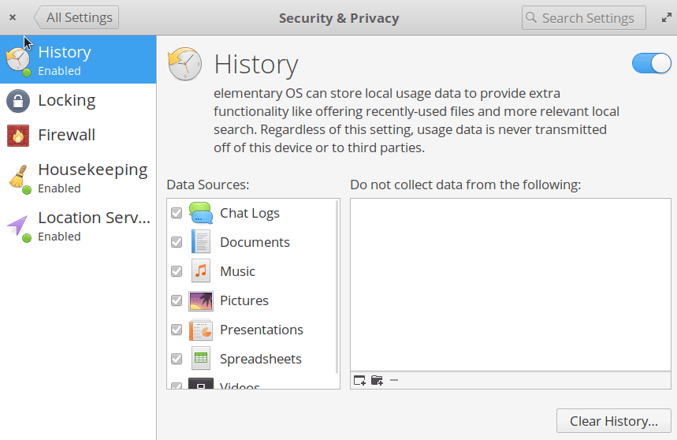 All Settings
Security & Privacy
Search Settings
History
Enabled
Locking
Firewall
Housekeeping
Enabled
Location Serv...
Enabled
History
elementary OS can store local usage data to provide extra
functionality like offering recently-used files and more relevant local
search. Regardless of this setting, usage data is never transmitted
off of this device or to third parties.
Data Sources:
Chat Logs
Documents
Music
Pictures
Presentations
Spreadsheets
Videos
Do not collect data from the following:
Clear History...